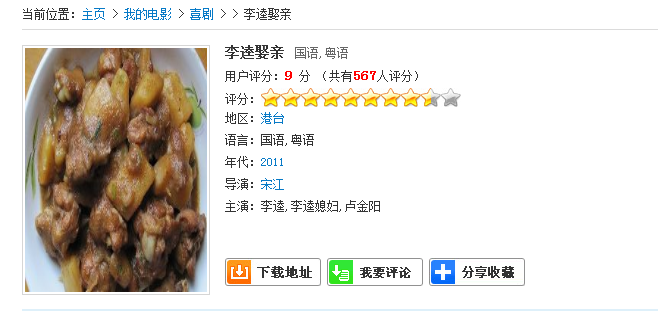 当前位置：主页 > 我的电影 > 喜剧 > > 李逵娶亲
李逵娶亲 国语, 粤语
用户评分：9 分 （共有567人评分）
评分：
地区：港台
语言：国语, 粤语
年代：2011
导演：宋江
主演：李逵, 李逵媳妇, 卢金阳
下载地址 我要评论 分享收藏